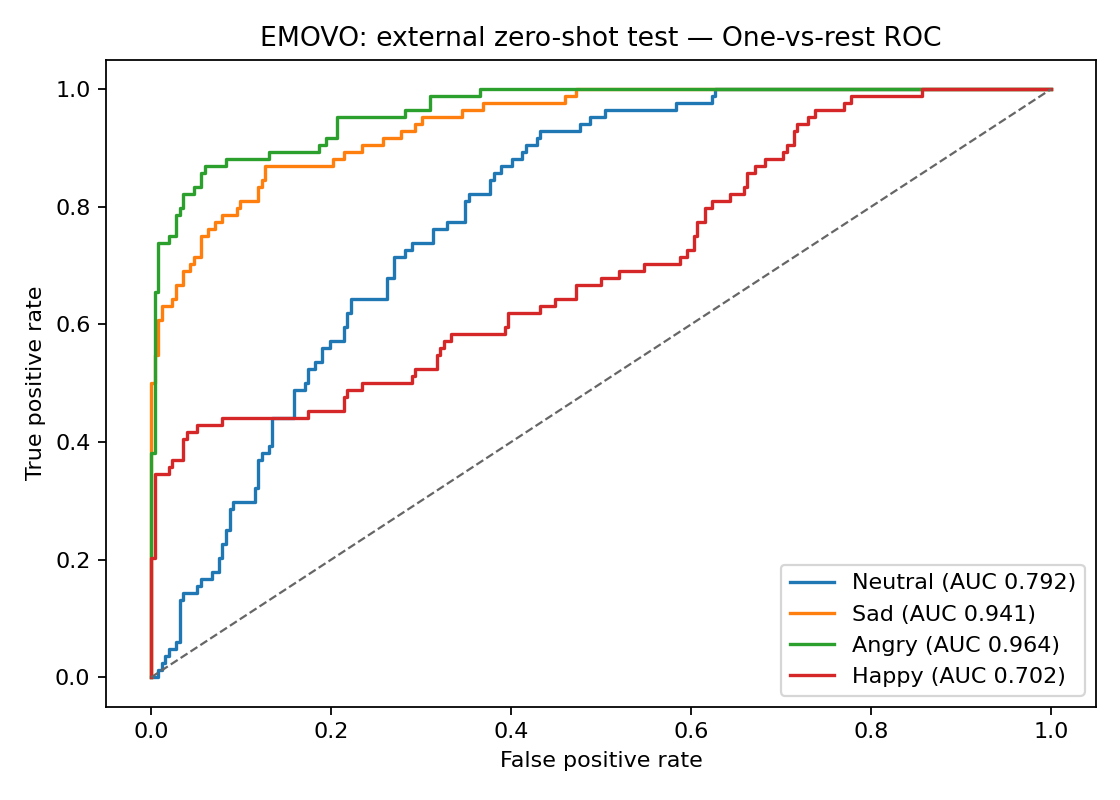 EMOVO: external zero-shot test — One-vs-rest ROC
True positive rate
1.0
0.8
0.6
0.4
0.2
0.0
0.0 0.2 0.4 0.6 0.8 1.0
False positive rate
Neutral (AUC 0.792)
Sad (AUC 0.941)
Angry (AUC 0.964)
Happy (AUC 0.702)